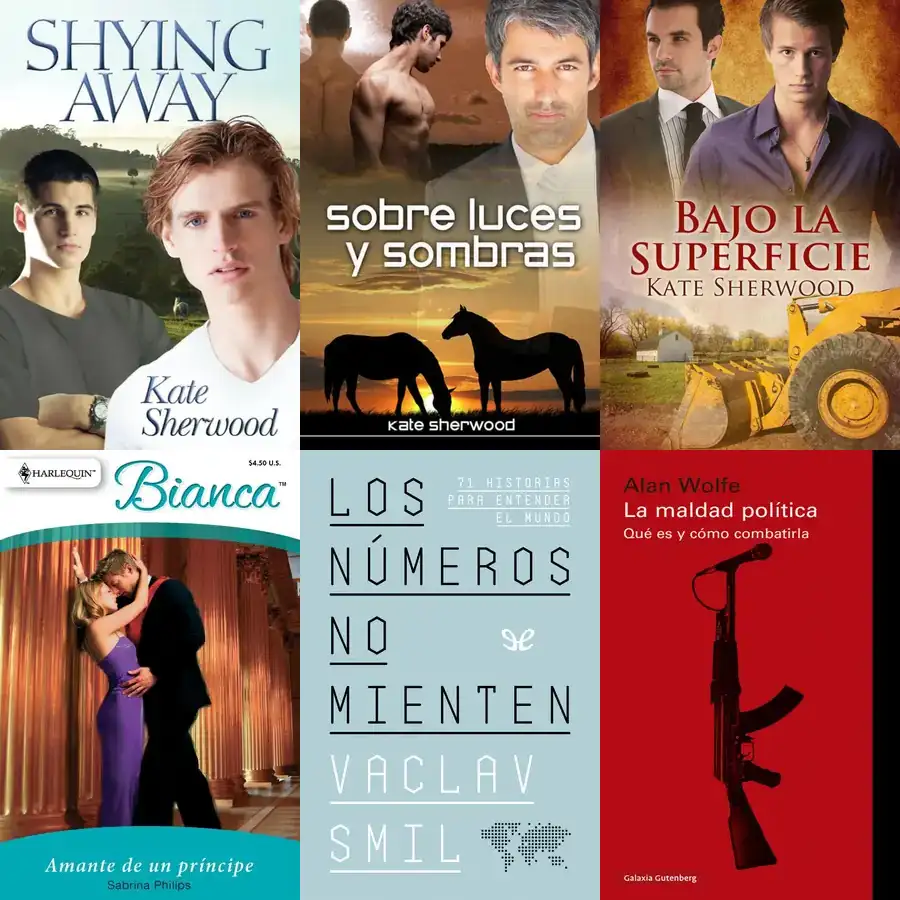 SHYING
AWAY
Kate
Sherwood
sobre luces
y sombras
kate sherwood
BAJO LA
SUPERFICIE
KATE SHERWOOD
HARLEQUIN™
$4.50 U.S.
Bianca™
Amante de un príncipe
Sabrina Philips
71 HISTORIAS
PARA ENTENDER
EL MUNDO
LOS
NÚMEROS
NO
MIENTEN
VACLAV
SMIL
Alan Wolfe
La maldad política
Qué es y cómo combatirla
Galaxia Gutenberg